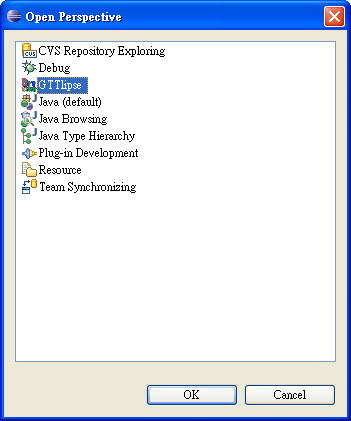 Open Perspective
CVS Repository Exploring
Debug
GTTlipse
Java (default)
Java Browsing
Java Type Hierarchy
Plug-in Development
Resource
Team Synchronizing
OK
Cancel